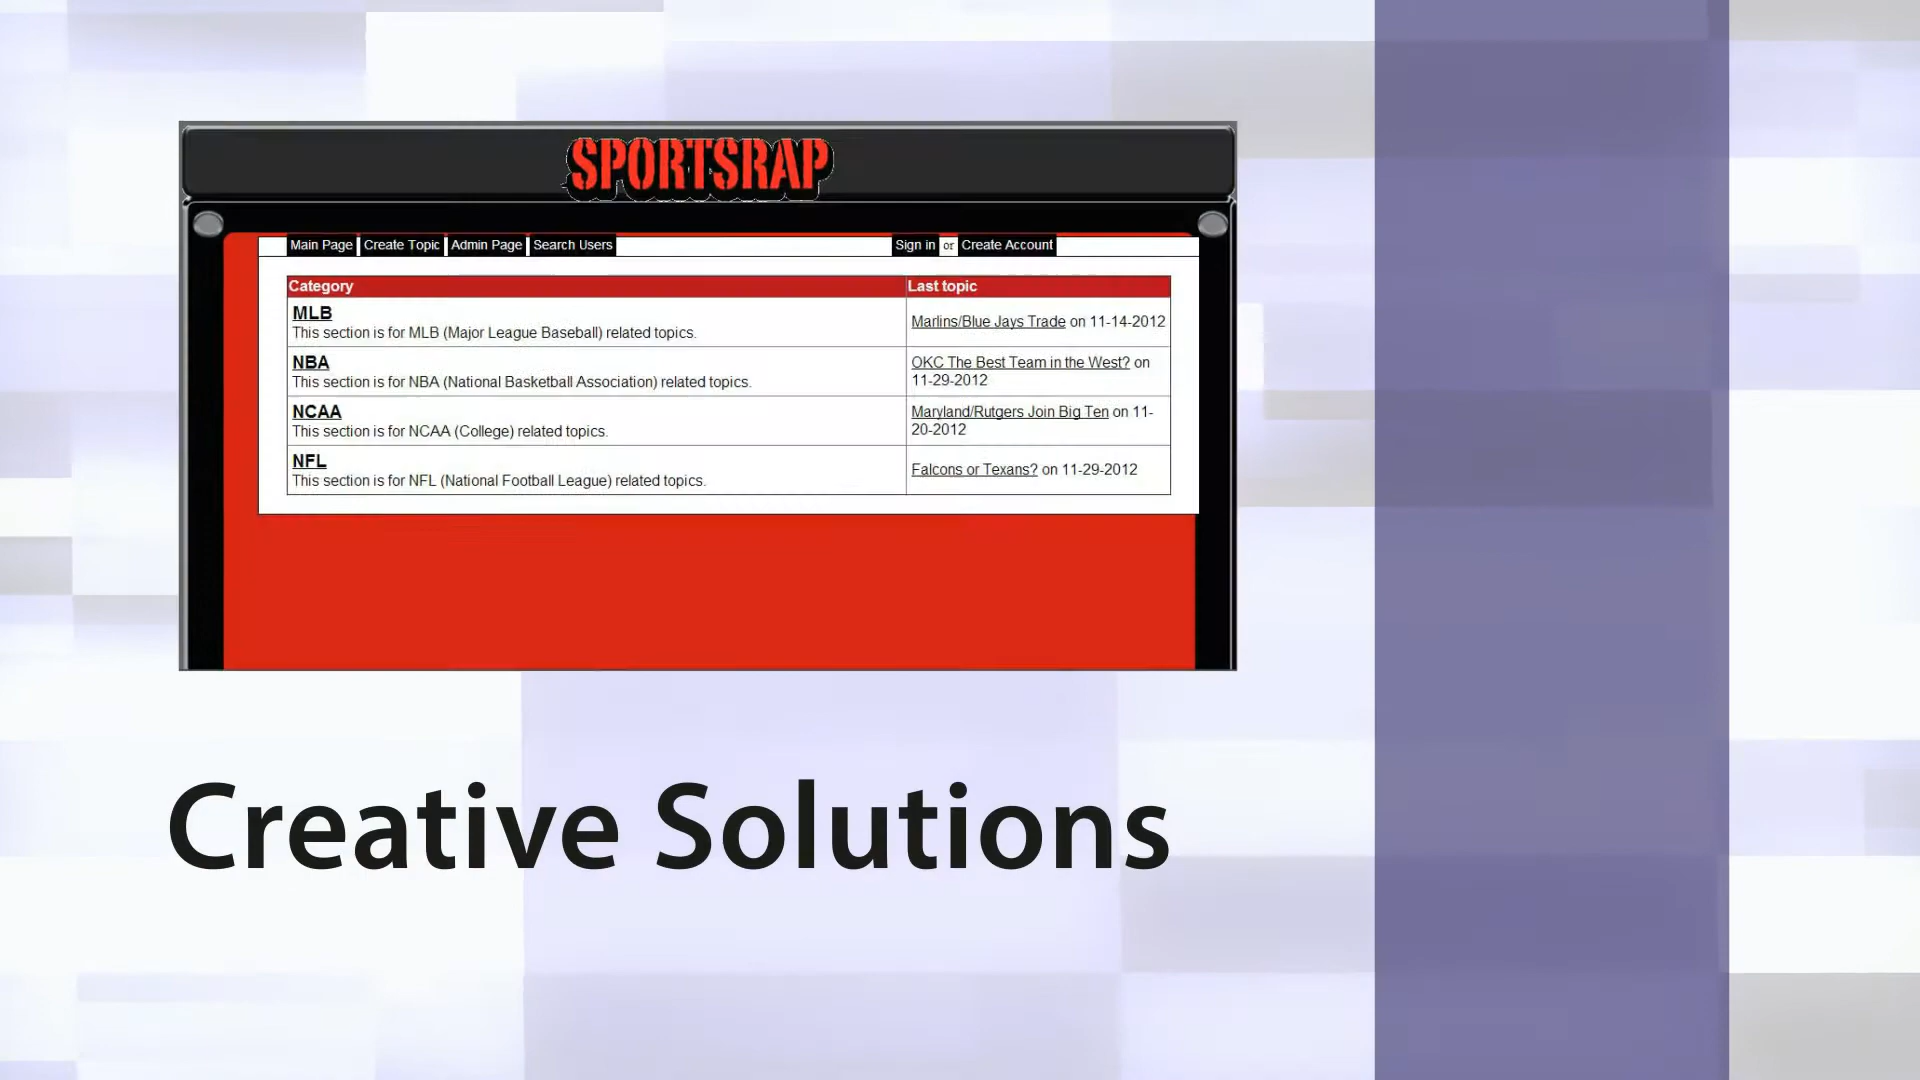 SPORTSRAP
Main Page Create Topic Admin Page Search Users Sign in or Create Account
Category Last topic
MLB
This section is for MLB (Major League Baseball) related topics.
Marlins/Blue Jays Trade on 11-14-2012
NBA
This section is for NBA (National Basketball Association) related topics.
OKC The Best Team in the West? on
11-29-2012
NCAA
This section is for NCAA (College) related topics.
Maryland/Rutgers Join Big Ten on 11-
20-2012
NFL
This section is for NFL (National Football League) related topics.
Falcons or Texans? on 11-29-2012
Creative Solutions